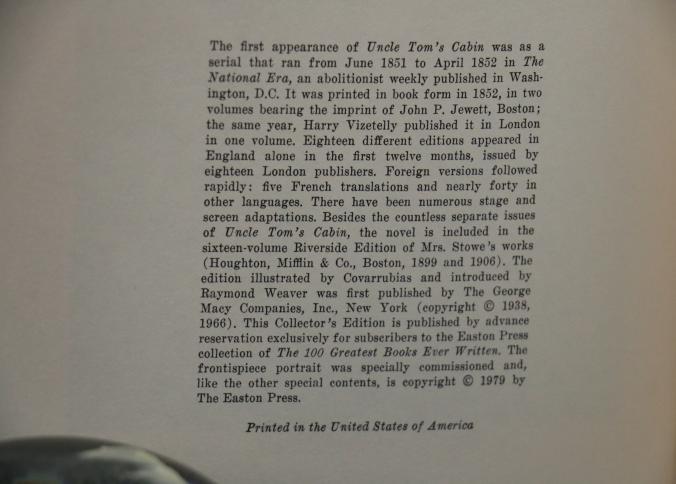 The first appearance of Uncle Tom's Cabin was as a
serial that ran from June 1851 to April 1852 in The
National Era, an abolitionist weekly published in Wash-
ington, D.C. It was printed in book form in 1852, in two
volumes bearing the imprint of John P. Jewett, Boston;
the same year, Harry Vizetelly published it in London
in one volume. Eighteen different editions appeared in
England alone in the first twelve months, issued by
eighteen London publishers. Foreign versions followed
rapidly: five French translations and nearly forty in
other languages. There have been numerous stage and
screen adaptations. Besides the countless separate issues
of Uncle Tom's Cabin, the novel is included in the
sixteen-volume Riverside Edition of Mrs. Stowe's works
(Houghton, Mifflin & Co., Boston, 1899 and 1906). The
edition illustrated by Covarrubias and introduced by
Raymond Weaver was first published by The George
Macy Companies, Inc., New York (copyright © 1938,
1966). This Collector's Edition is published by advance
reservation exclusively for subscribers to the Easton Press
collection of The 100 Greatest Books Ever Written. The
frontispiece portrait was specially commissioned and,
like the other special contents, is copyright © 1979 by
The Easton Press.
Printed in the United States of America